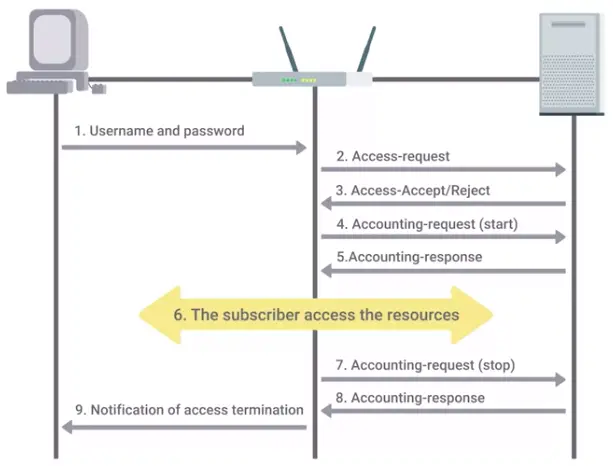 1. Username and password
2. Access-request
3. Access-Accept/Reject
4. Accounting-request (start)
5.Accounting-response
6. The subscriber access the resources
7. Accounting-request (stop)
8. Accounting-response
9. Notification of access termination